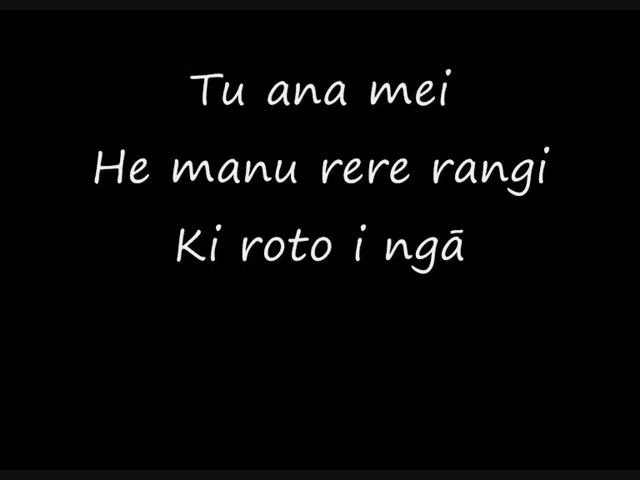 Tu ana mei
He manu rere rangi
Ki roto i ngā